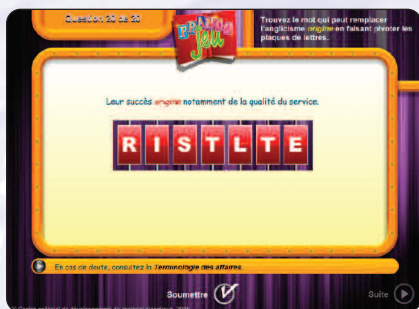 Question 20 de 20
jeu
Trouvez le mot qui peut remplacer
l'anglicisme origine en faisant pivoter les
plaques de lettres.
Leur succès origine notamment de la qualité du service.
R I S T L T E
En cas de doute, consultez la Terminologie des affaires.
Soumettre
Suite